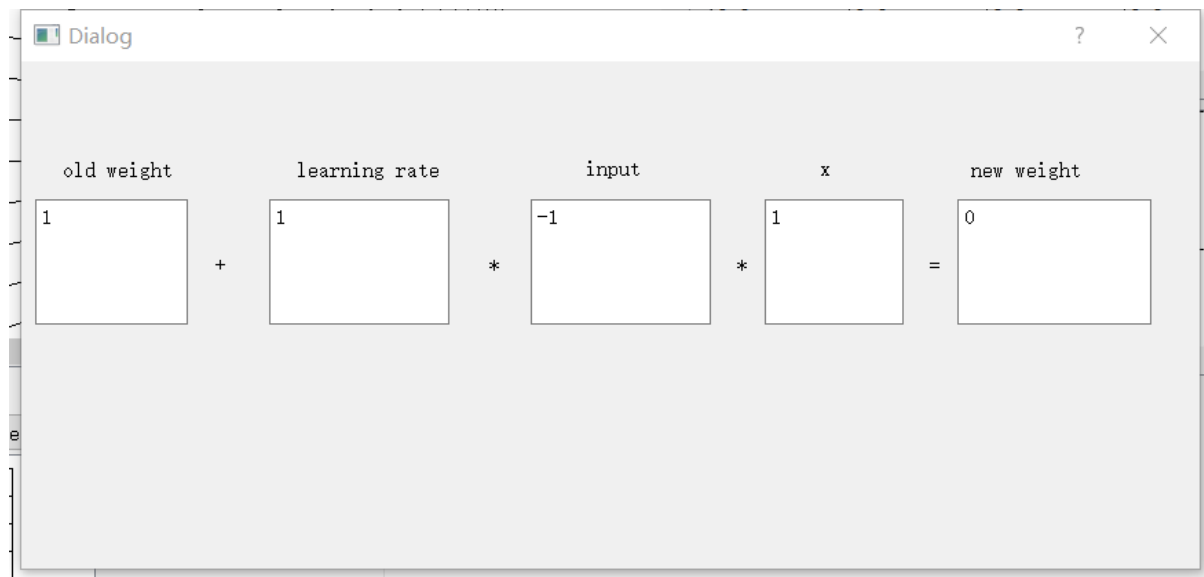 Dialog
old weight learning rate input x new weight
1 + 1 * -1 * 1 = 0
e